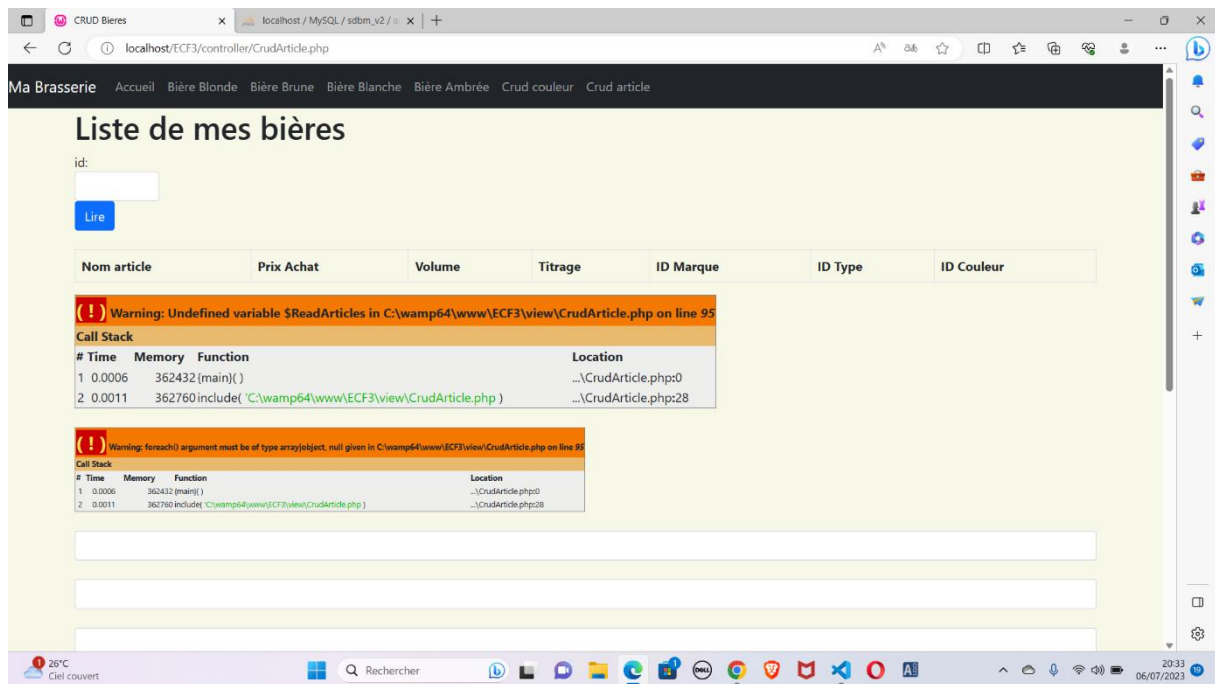 CRUD Bieres
localhost / MySQL / sdbm_v2 / a
localhost/ECF3/controller/CrudArticle.php
Ma Brasserie Accueil Bière Blonde Bière Brune Bière Blanche Bière Ambrée Crud couleur Crud article
Liste de mes bières
id:
Lire
Nom article Prix Achat Volume Titrage ID Marque ID Type ID Couleur
( ! ) Warning: Undefined variable $ReadArticles in C:\wamp64\www\ECF3\view\CrudArticle.php on line 95
Call Stack
# Time Memory Function Location
1 0.0006 362432 {main}( ) ...\CrudArticle.php:0
2 0.0011 362760 include( 'C:\wamp64\www\ECF3\view\CrudArticle.php ) ...\CrudArticle.php:28
( ! ) Warning: foreach() argument must be of type array|object, null given in C:\wamp64\www\ECF3\view\CrudArticle.php on line 95
Call Stack
# Time Memory Function Location
1 0.0006 362432 {main}( ) ...\CrudArticle.php:0
2 0.0011 362760 include( 'C:\wamp64\www\ECF3\view\CrudArticle.php ) ...\CrudArticle.php:28
26°C
Ciel couvert
Rechercher
20:33
06/07/2023